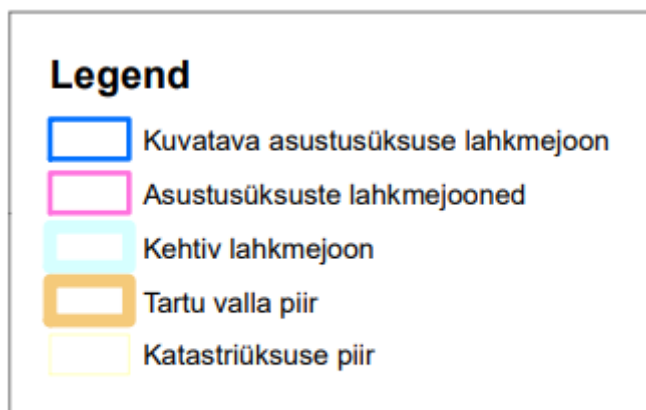 Legend
Kuvatava asustusüksuse lahkmejoon
Asustusüksuste lahkmejooned
Kehtiv lahkmejoon
Tartu valla piir
Katastriüksuse piir